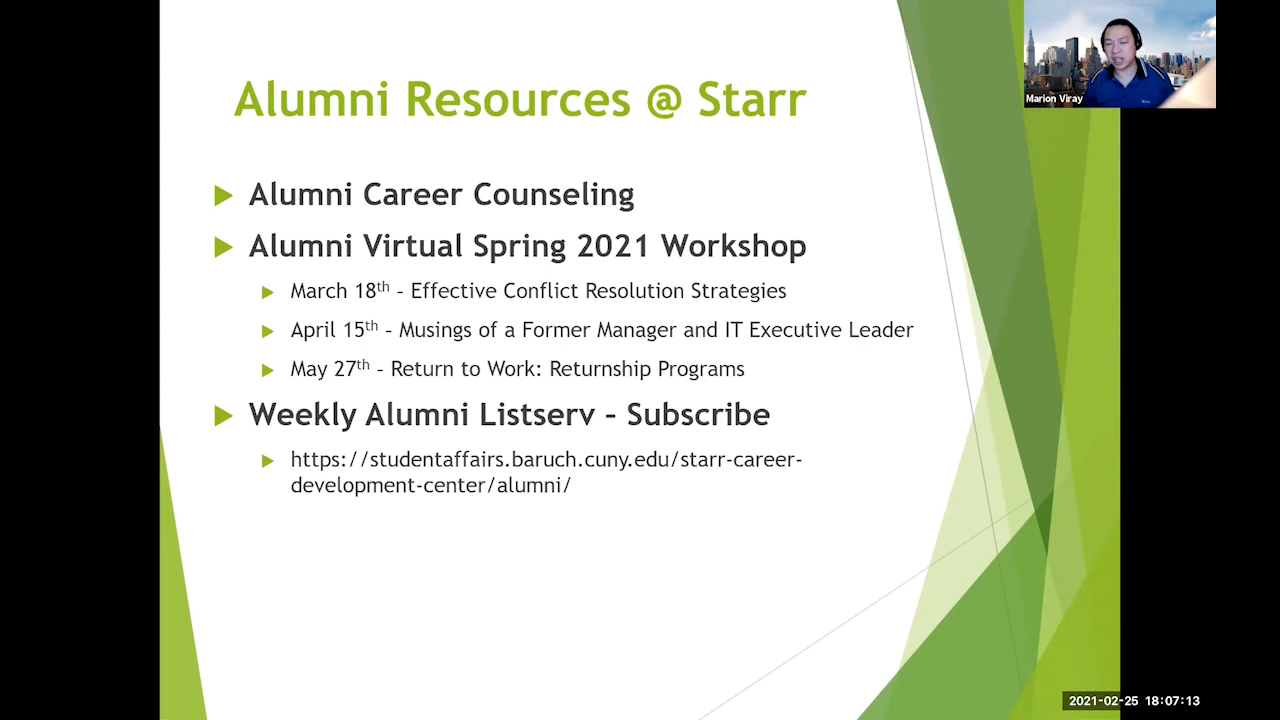 Alumni Resources @ Starr
Marion Viray
Alumni Career Counseling
Alumni Virtual Spring 2021 Workshop
March 18th – Effective Conflict Resolution Strategies
April 15th – Musings of a Former Manager and IT Executive Leader
May 27th – Return to Work: Returnship Programs
Weekly Alumni Listserv – Subscribe
https://studentaffairs.baruch.cuny.edu/starr-career-
development-center/alumni/
2021-02-25 18:07:13